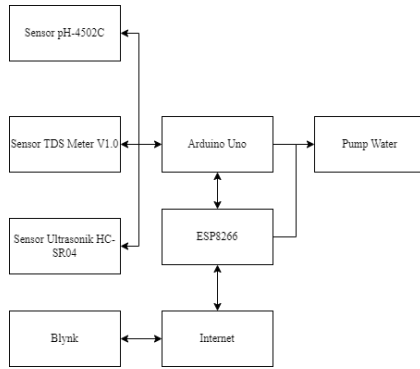 Sensor pH-4502C
Sensor TDS Meter V1.0
Arduino Uno
Pump Water
Sensor Ultrasonik HC-
SR04
ESP8266
Blynk
Internet